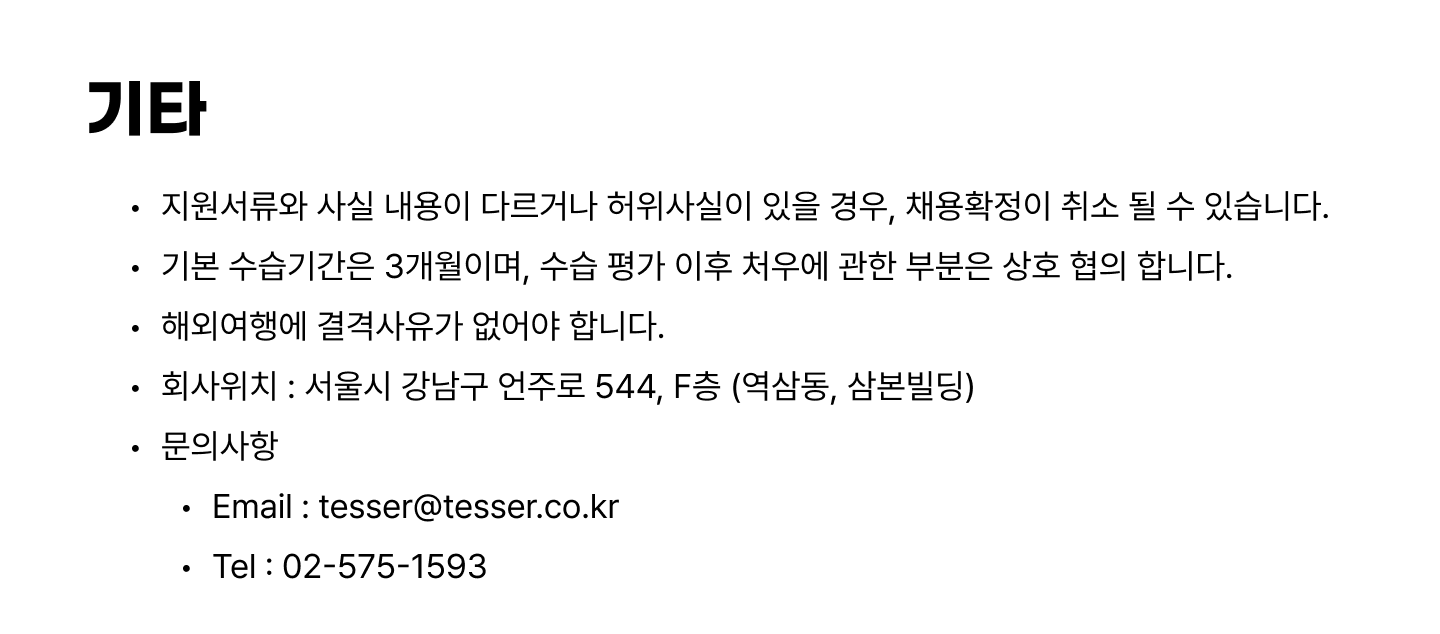 기타
• 지원서류와 사실 내용이 다르거나 허위사실이 있을 경우, 채용확정이 취소 될 수 있습니다.
• 기본 수습기간은 3개월이며, 수습 평가 이후 처우에 관한 부분은 상호 협의 합니다.
• 해외여행에 결격사유가 없어야 합니다.
• 회사위치 : 서울시 강남구 언주로 544, F층 (역삼동, 삼본빌딩)
• 문의사항
• Email : tesser@tesser.co.kr
• Tel : 02-575-1593